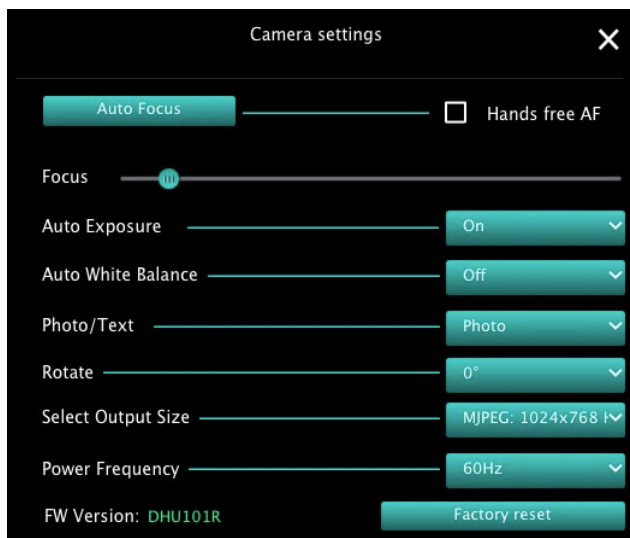 Camera settings
Auto Focus Hands free AF
Focus
Auto Exposure On
Auto White Balance Off
Photo/Text Photo
Rotate 0°
Select Output Size MJPEG: 1024x768
Power Frequency 60Hz
FW Version: DHU101R Factory reset